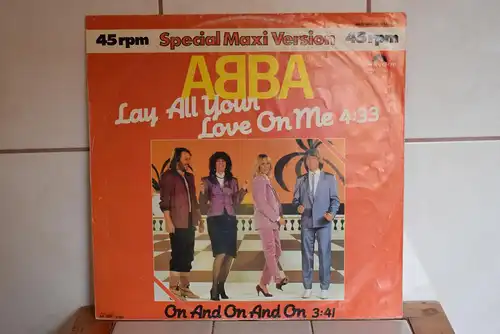 45 rpm Special Maxi Version 45 rpm
ABBA
Lay All Your
Love On Me 4:33
On And On And On 3:41